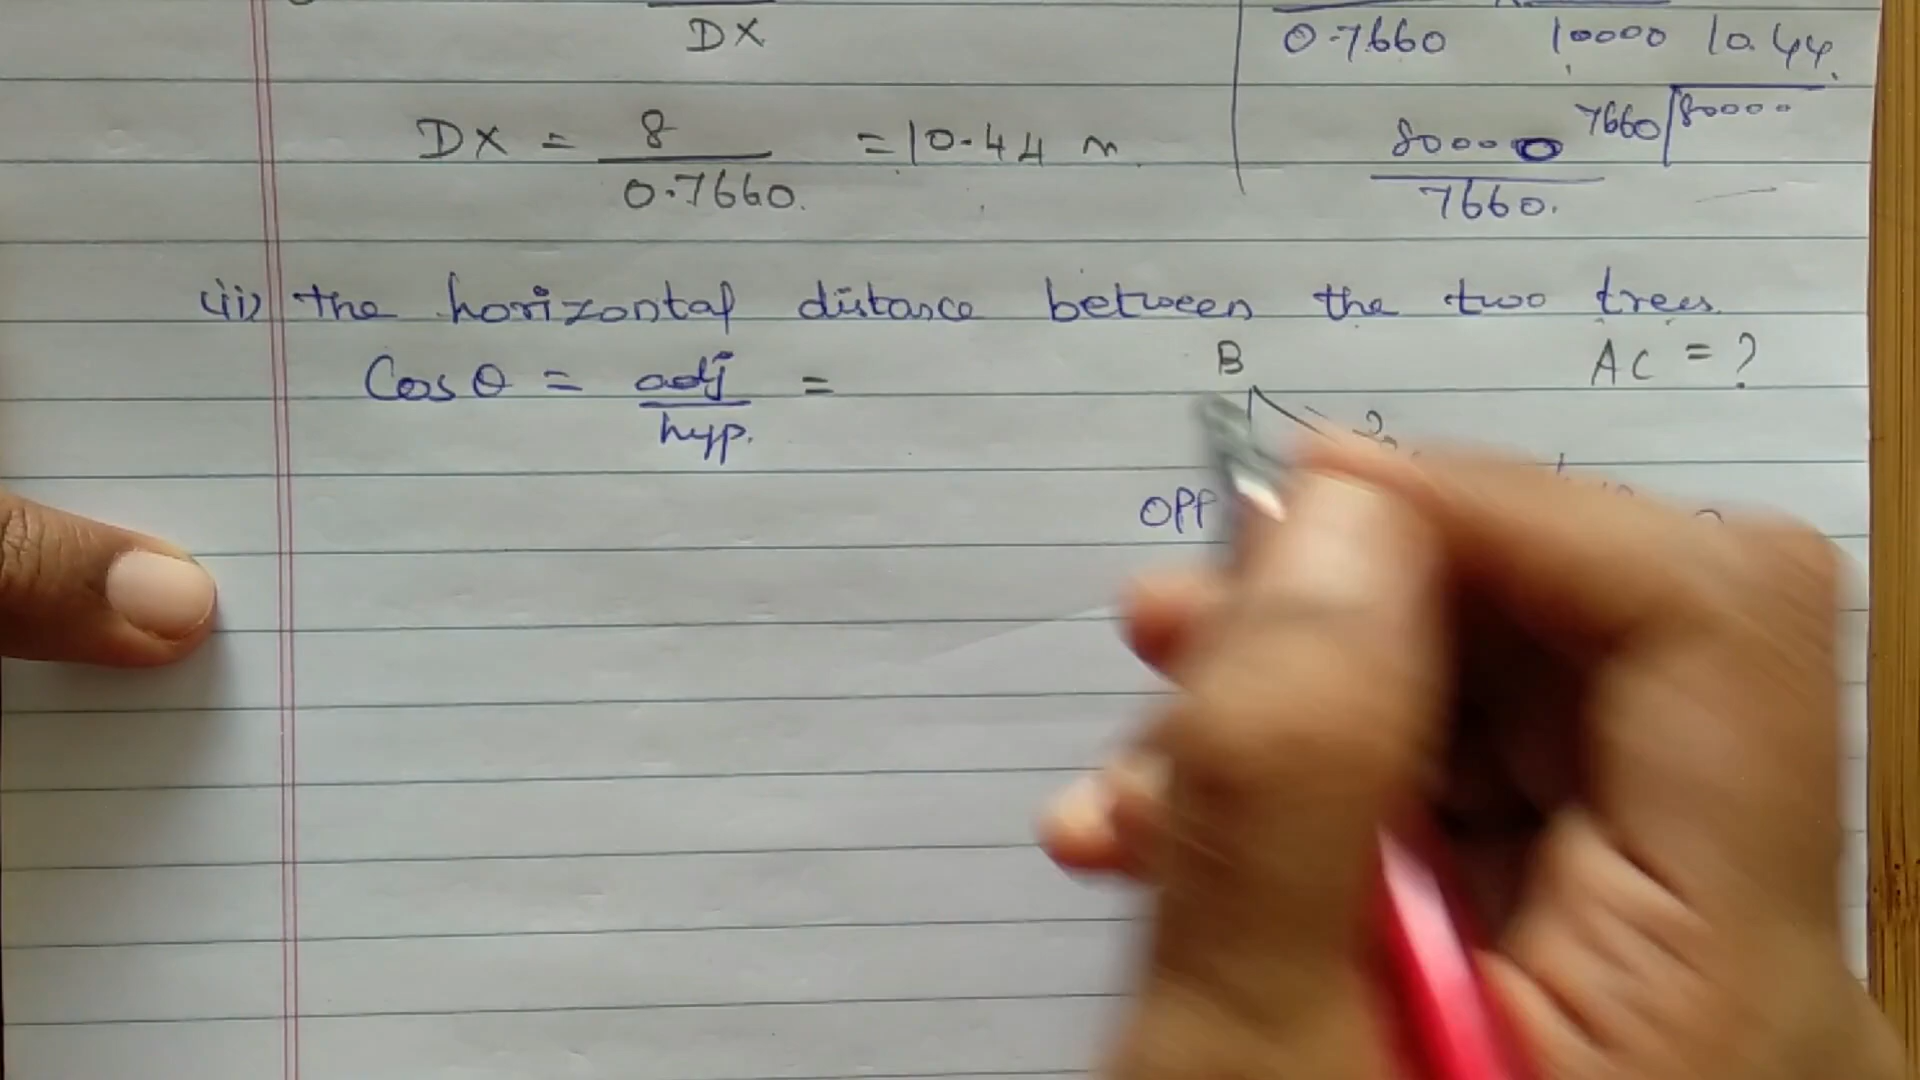 DX
0.7660 10000 10.44
DX = 8 = 10.44 m
0.7660.
80000
7660.
7660 80000
(ii) the horizontal distance between the two trees.
Cos θ = adj =
hyp.
B
AC = ?
OPP